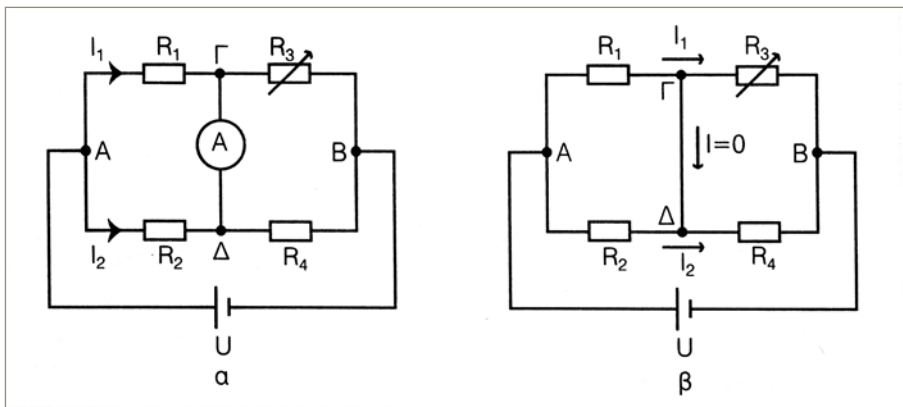 I₁ R₁ Γ R₃
A
A B
I₂ R₂ Δ R₄
U
α
R₁ I₁ R₃
Γ
A I=0 B
Δ
R₂ I₂ R₄
U
β